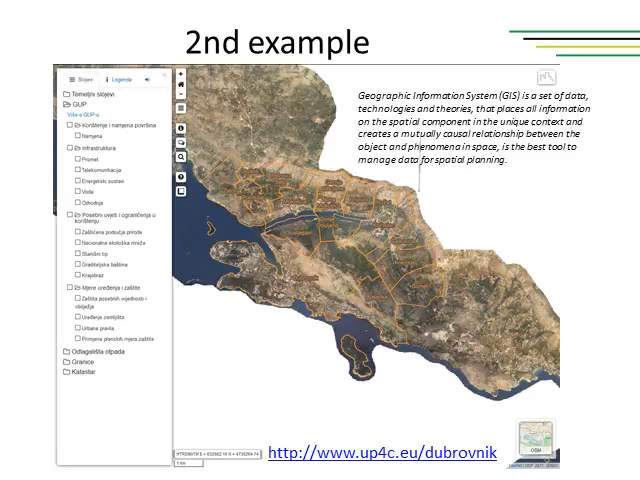 2nd example
Slojevi
Legenda
Temeljni slojevi
GUP
Više o GUP-u
Korištenje i namjena površina
Namjena
Infrastruktura
Promet
Telekomunikacija
Energetski sustavi
Voda
Odvodnja
Posebni uvjeti i ograničenja u
korištenju
Zaštićena područja prirode
Nacionalna ekološka mreža
Stanišni tip
Graditeljska baština
Krajobraz
Mjere uređenja i zaštite
Zaštita posebnih vrijednosti i
obilježja
Uređenje zemljišta
Urbana pravila
Primjena planskih mjera zaštite
Odlagališta otpada
Granice
Katastar
Geographic Information System (GIS) is a set of data,
technologies and theories, that places all information
on the spatial component in the unique context and
creates a mutually causal relationship between the
object and phenomena in space, is the best tool to
manage data for spatial planning.
1 km
http://www.up4c.eu/dubrovnik
OSM